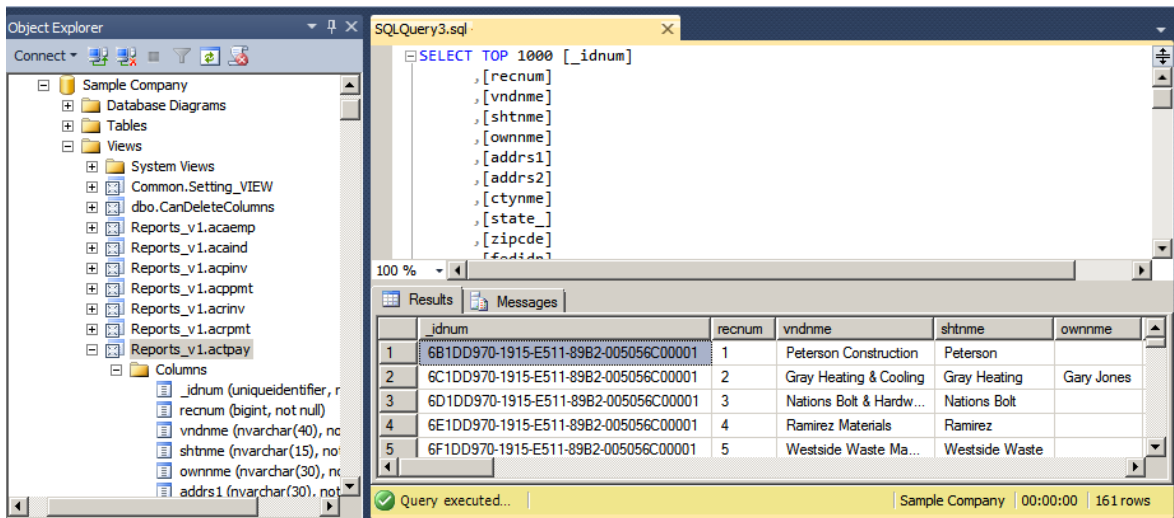 Object Explorer
Connect
Sample Company
Database Diagrams
Tables
Views
System Views
Common.Setting_VIEW
dbo.CanDeleteColumns
Reports_v1.acaemp
Reports_v1.acaind
Reports_v1.acpinv
Reports_v1.acppmt
Reports_v1.acrinv
Reports_v1.acrpmt
Reports_v1.actpay
Columns
_idnum (uniqueidentifier, r
recnum (bigint, not null)
vndnme (nvarchar(40), no
shtnme (nvarchar(15), no
ownnme (nvarchar(30), no
addrs1 (nvarchar(30), not
SQLQuery3.sql
SELECT TOP 1000 [_idnum]
,[recnum]
,[vndnme]
,[shtnme]
,[ownnme]
,[addrs1]
,[addrs2]
,[ctynme]
,[state_]
,[zipcde]
100 %
Results Messages
_idnum recnum vndnme shtnme ownnme
1 6B1DD970-1915-E511-89B2-005056C00001 1 Peterson Construction Peterson
2 6C1DD970-1915-E511-89B2-005056C00001 2 Gray Heating & Cooling Gray Heating Gary Jones
3 6D1DD970-1915-E511-89B2-005056C00001 3 Nations Bolt & Hardw... Nations Bolt
4 6E1DD970-1915-E511-89B2-005056C00001 4 Ramirez Materials Ramirez
5 6F1DD970-1915-E511-89B2-005056C00001 5 Westside Waste Ma... Westside Waste
Query executed... Sample Company 00:00:00 161 rows